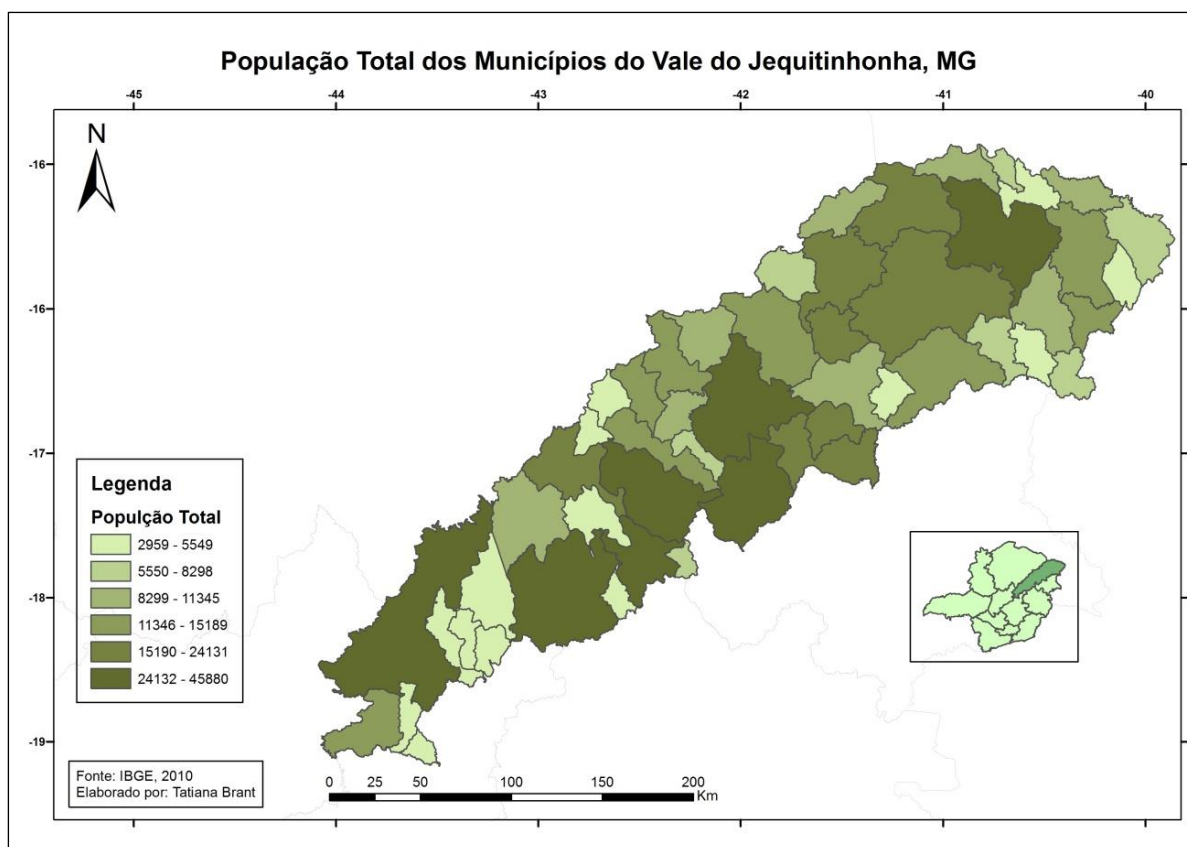 População Total dos Municípios do Vale do Jequitinhonha, MG
-45 -44 -43 -42 -41 -40
N
-16
-16
-17
-18
-19
Legenda
Populção Total
2959 - 5549
5550 - 8298
8299 - 11345
11346 - 15189
15190 - 24131
24132 - 45880
Fonte: IBGE, 2010
Elaborado por: Tatiana Brant
0 25 50 100 150 200
Km